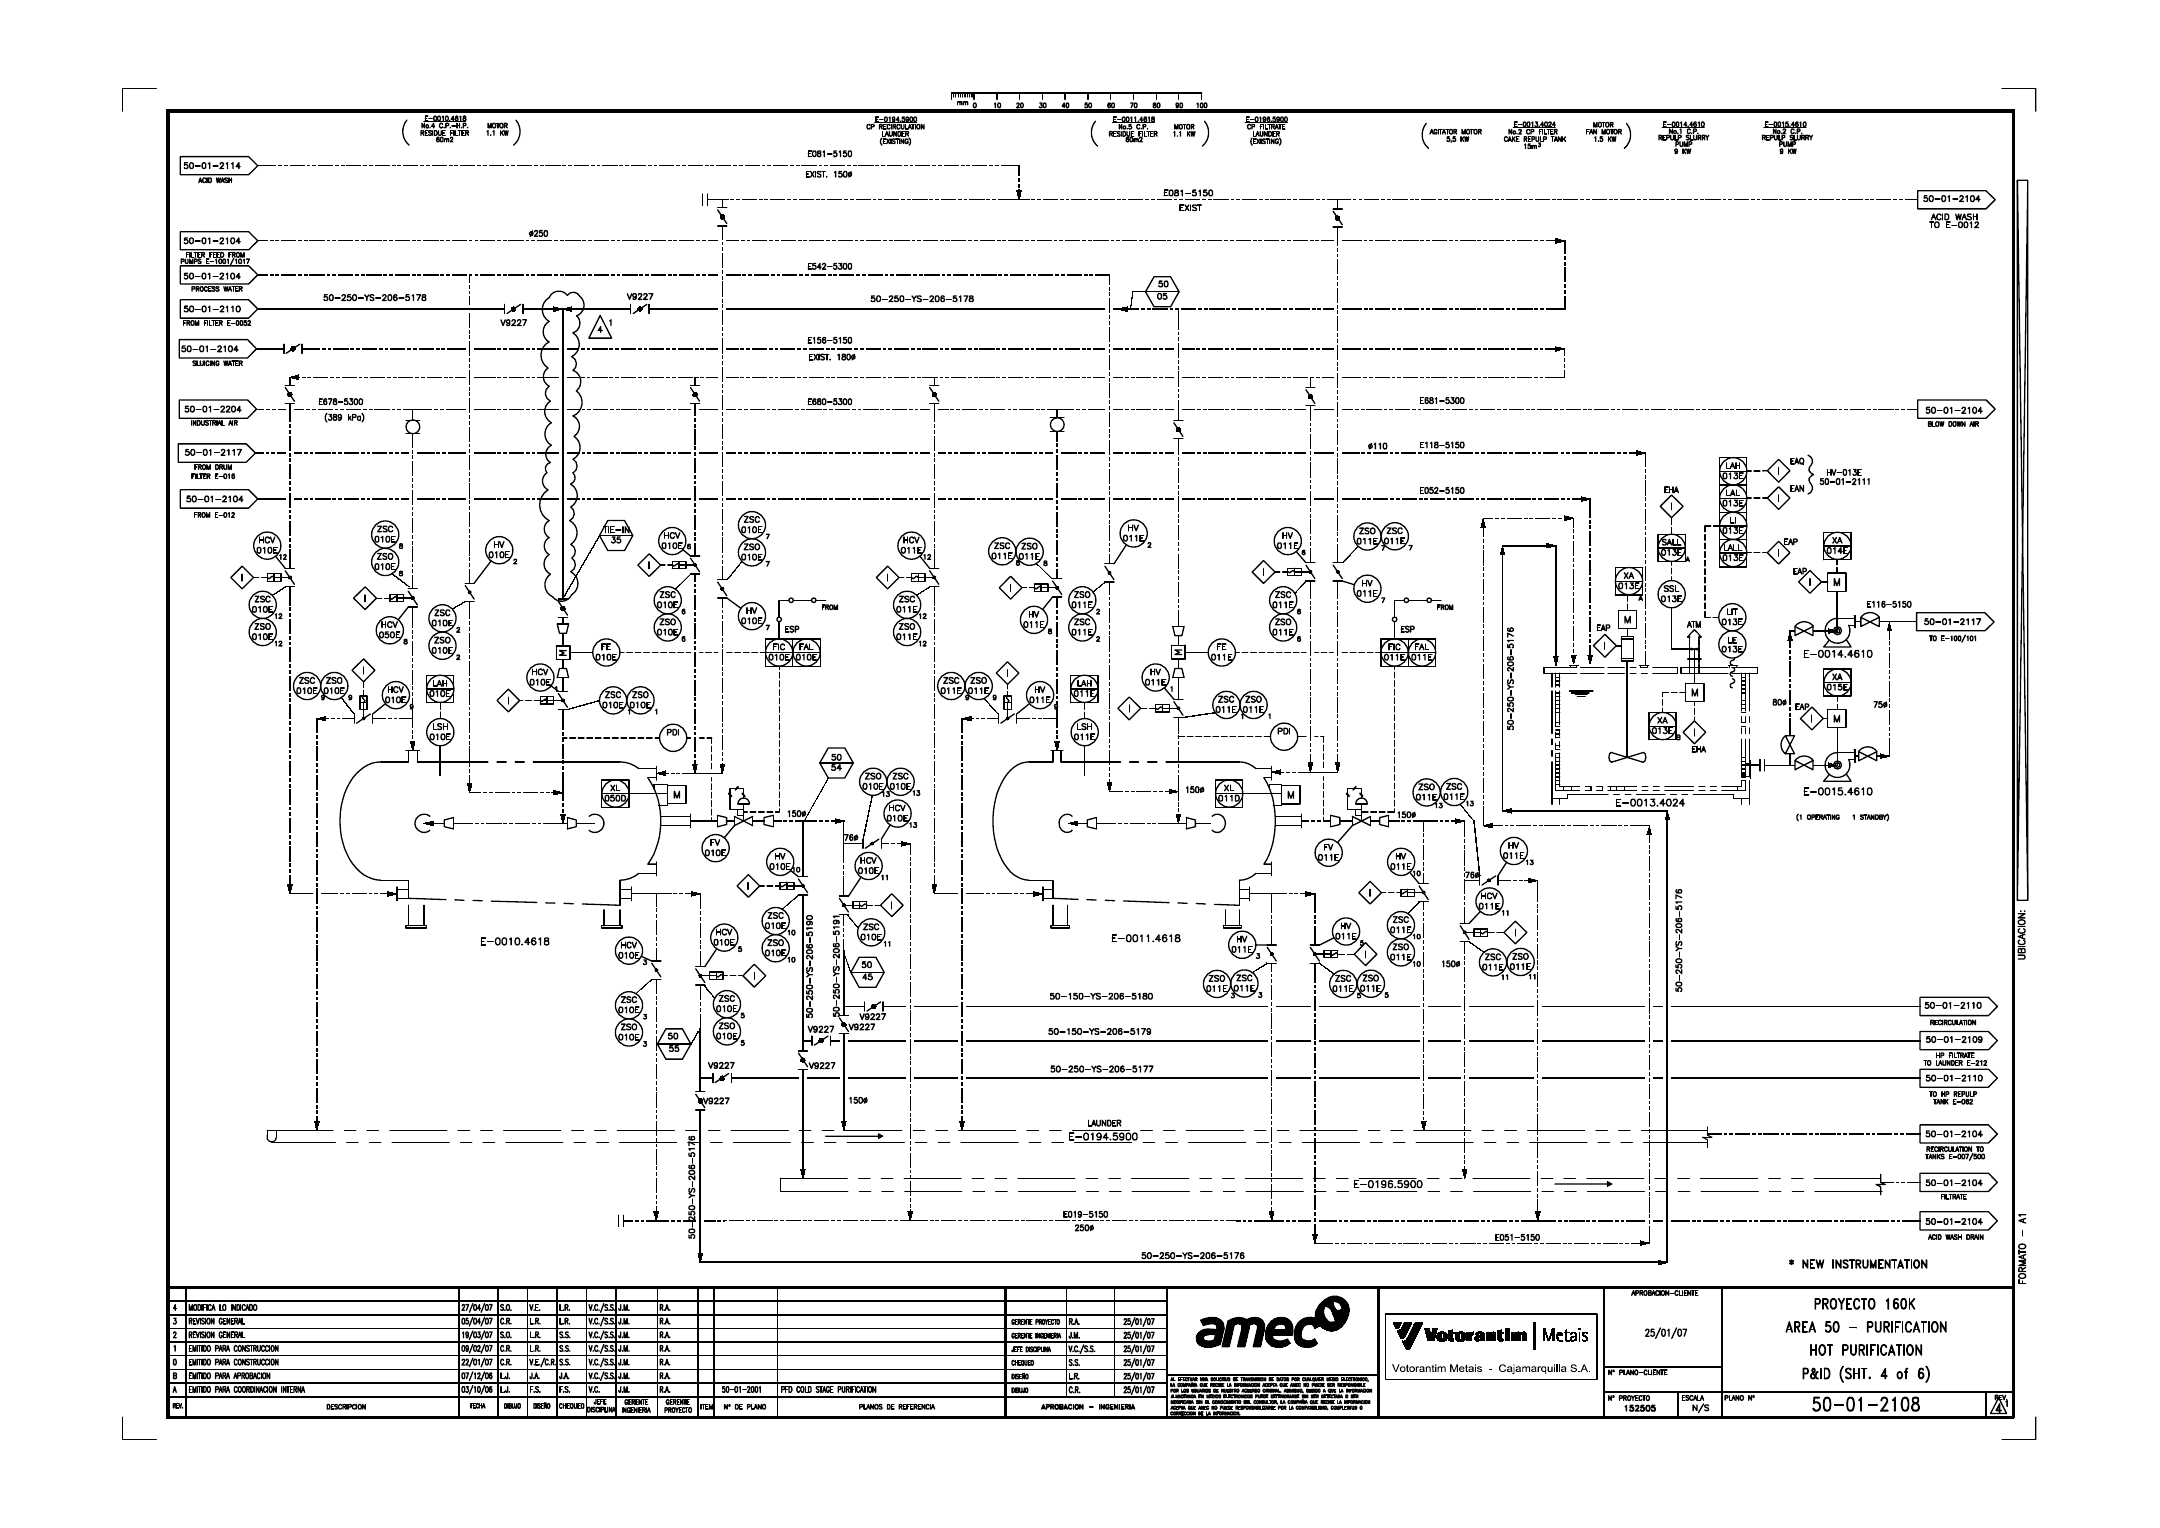 mm 0 10 20 30 40 50 60 70 80 90 100
E-0010.4618
No.4 C.P.-H.P.
RESIDUE FILTER
60m2
MOTOR
1.1 KW
E-0194.5900
CP RECIRCULATION
LAUNDER
(EXISTING)
E-0011.4618
No.5 C.P.
RESIDUE FILTER
60m2
MOTOR
1.1 KW
E-0196.5900
CP FILTRATE
LAUNDER
(EXISTING)
AGITATOR MOTOR
5,5 KW
E-0013.4024
No.2 CP FILTER
CAKE REPULP TANK
15m3
MOTOR
FAN MOTOR
1.5 KW
E-0014.4610
No.1 C.P.
REPULP SLURRY
PUMP
9 KW
E-0015.4610
No.2 C.P.
REPULP SLURRY
PUMP
9 KW
50-01-2114
ACID WASH
E081-5150
EXIST. 150ø
E081-5150
EXIST
50-01-2104
ACID WASH
TO E-0012
50-01-2104
FILTER FEED FROM
PUMPS E-1001/1017
ø250
50-01-2104
PROCESS WATER
E542-5300
50-01-2110
FROM FILTER E-0052
50-250-YS-206-5178
V9227
V9227
50-250-YS-206-5178
50
05
4
1
50-01-2104
SLUICING WATER
E156-5150
EXIST. 180ø
50-01-2204
INDUSTRIAL AIR
E678-5300
(389 kPa)
E680-5300
E681-5300
50-01-2104
BLOW DOWN AIR
50-01-2117
FROM DRUM
FILTER E-016
ø110
E118-5150
50-01-2104
FROM E-012
E052-5150
TIE-IN
35
HCV
010E
12
ZSC
010E
ZSO
010E
12
ZSC
010E
8
ZSO
010E
8
HCV
050E
8
HV
010E
2
ZSC
010E
2
ZSO
010E
2
HCV
010E
6
ZSC
010E
6
ZSO
010E
6
ZSC
010E
7
ZSO
010E
7
HV
010E
7
FROM
ESP
FIC
010E
FAL
010E
FE
010E
M
HCV
010E
1
ZSC
010E
ZSO
010E
1
PDI
ZSC
010E
ZSO
010E
9
HCV
010E
9
LAH
010E
LSH
010E
XL
050D
M
FV
010E
150ø
50
54
ZSO
010E
ZSC
010E
13
HCV
010E
13
76ø
HCV
010E
11
ZSC
010E
11
HV
010E
10
ZSC
010E
10
ZSO
010E
10
E-0010.4618
HCV
010E
3
ZSC
010E
3
ZSO
010E
3
HCV
010E
5
ZSC
010E
5
ZSO
010E
5
50
55
50
45
50-250-YS-206-5190
50-250-YS-206-5191
V9227
V9227
V9227
V9227
V9227
V9227
150ø
HCV
011E
12
ZSC
011E
ZSO
011E
12
ZSC
011E
ZSO
011E
8
HV
011E
8
HV
011E
2
ZSO
011E
ZSC
011E
2
HV
011E
6
ZSC
011E
ZSO
011E
6
ZSO
011E
ZSC
011E
7
HV
011E
7
FROM
ESP
FIC
011E
FAL
011E
FE
011E
M
HV
011E
1
ZSC
011E
ZSO
011E
1
PDI
ZSC
011E
ZSO
011E
9
HV
011E
9
LAH
011E
LSH
011E
150ø
XL
011D
M
FV
011E
150ø
ZSO
011E
ZSC
011E
13
HV
011E
13
76ø
HCV
011E
11
ZSC
011E
ZSO
011E
11
150ø
HV
011E
10
ZSC
011E
10
ZSO
011E
10
E-0011.4618
HV
011E
3
ZSO
011E
ZSC
011E
3
HV
011E
5
ZSC
011E
ZSO
011E
5
LAH
013E
LAL
013E
LI
013E
LALL
013E
EAQ
EAN
EAP
HV-013E
50-01-2111
EHA
SALL
013E
A
SSL
013E
XA
013E
A
M
EAP
ATM
LIT
013E
LE
013E
M
XA
013E
B
EHA
XA
014E
EAP
M
E116-5150
50-01-2117
TO E-100/101
E-0014.4610
XA
015E
EAP
M
80ø
75ø
E-0015.4610
(1 OPERATING 1 STANDBY)
E-0013.4024
50-250-YS-206-5176
50-250-YS-206-5176
50-150-YS-206-5180
50-01-2110
RECIRCULATION
50-150-YS-206-5179
50-01-2109
HP FILTRATE
TO LAUNDER E-212
50-250-YS-206-5177
50-01-2110
TO HP REPULP
TANK E-082
LAUNDER
E-0194.5900
50-01-2104
RECIRCULATION TO
TANKS E-007/500
E-0196.5900
50-01-2104
FILTRATE
50-250-YS-206-5176
E019-5150
250ø
50-01-2104
ACID WASH DRAIN
E051-5150
50-250-YS-206-5176
* NEW INSTRUMENTATION
UBICACION:
FORMATO - A1
4 MODIFICA LO INDICADO 27/04/07 S.O. V.E. L.R. V.C./S.S. J.M. R.A.
3 REVISION GENERAL 05/04/07 C.R. L.R. L.R. V.C./S.S. J.M. R.A.
2 REVISION GENERAL 19/03/07 S.O. L.R. S.S. V.C./S.S. J.M. R.A.
1 EMITIDO PARA CONSTRUCCION 09/02/07 C.R. L.R. S.S. V.C./S.S. J.M. R.A.
0 EMITIDO PARA CONSTRUCCION 22/01/07 C.R. V.E./C.R. S.S. V.C./S.S. J.M. R.A.
B EMITIDO PARA APROBACION 07/12/06 L.J. J.A. J.A. V.C./S.S. J.M. R.A.
A EMITIDO PARA COORDINACION INTERNA 03/10/06 L.J. F.S. F.S. V.C. J.M. R.A.
REV. DESCRIPCION FECHA DIBUJO DISEÑO CHEQUEO JEFE DISCIPLINA GERENTE INGENIERIA GERENTE PROYECTO
50-01-2001 PFD COLD STAGE PURIFICATION
ITEM N° DE PLANO PLANOS DE REFERENCIA
GERENTE PROYECTO R.A. 25/01/07
GERENTE INGENIERIA J.M. 25/01/07
JEFE DISCIPLINA V.C./S.S. 25/01/07
CHEQUEO S.S. 25/01/07
DISEÑO L.R. 25/01/07
DIBUJO C.R. 25/01/07
APROBACION - INGENIERIA
amec
Votorantim | Metais
Votorantim Metais - Cajamarquilla S.A.
APROBACION-CLIENTE
25/01/07
N° PLANO-CLIENTE
N° PROYECTO
152505
ESCALA
N/S
PROYECTO 160K
AREA 50 - PURIFICATION
HOT PURIFICATION
P&ID (SHT. 4 of 6)
PLANO N°
50-01-2108
REV.
4
1